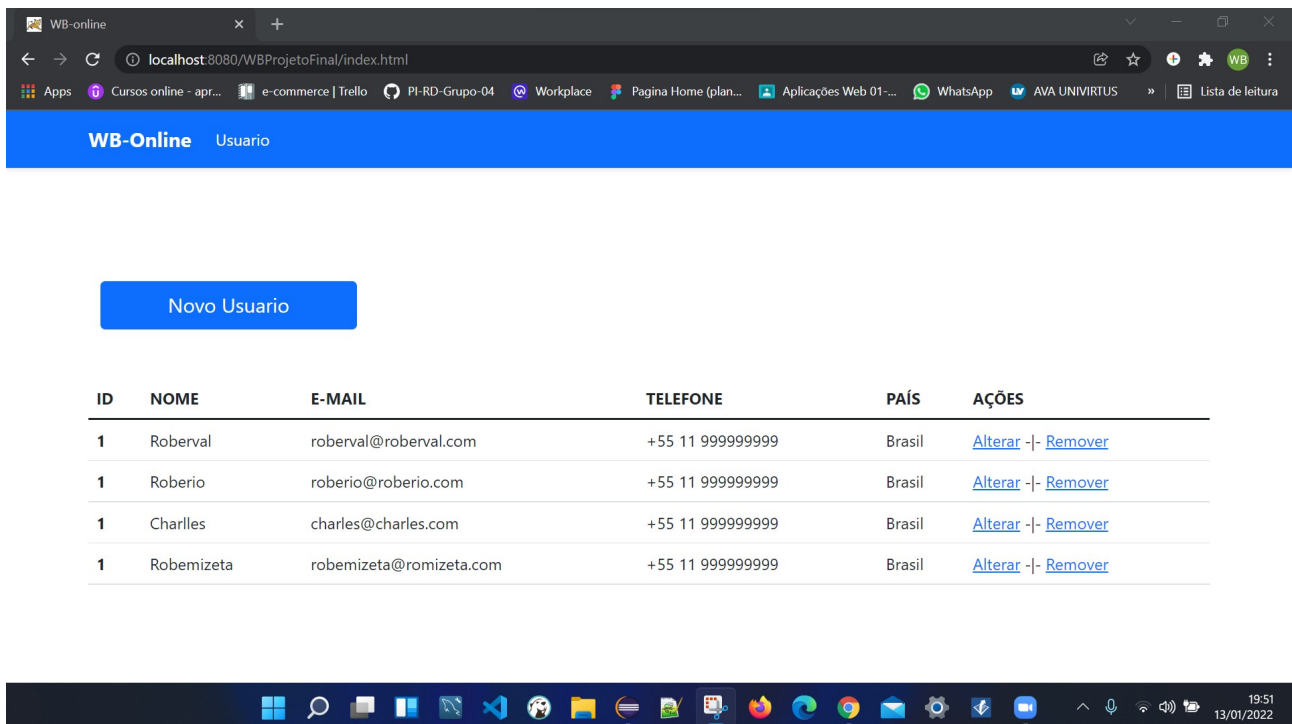 WB-online
localhost:8080/WBProjetoFinal/index.html
WB
Apps Cursos online - apr... e-commerce | Trello PI-RD-Grupo-04 Workplace Pagina Home (plan... Aplicações Web 01-... WhatsApp LV AVA UNIVIRTUS » Lista de leitura
WB-Online Usuario
Novo Usuario
ID NOME E-MAIL TELEFONE PAÍS AÇÕES
1 Roberval roberval@roberval.com +55 11 999999999 Brasil Alterar -|- Remover
1 Roberio roberio@roberio.com +55 11 999999999 Brasil Alterar -|- Remover
1 Charlles charles@charles.com +55 11 999999999 Brasil Alterar -|- Remover
1 Robemizeta robemizeta@romizeta.com +55 11 999999999 Brasil Alterar -|- Remover
19:51
13/01/2022